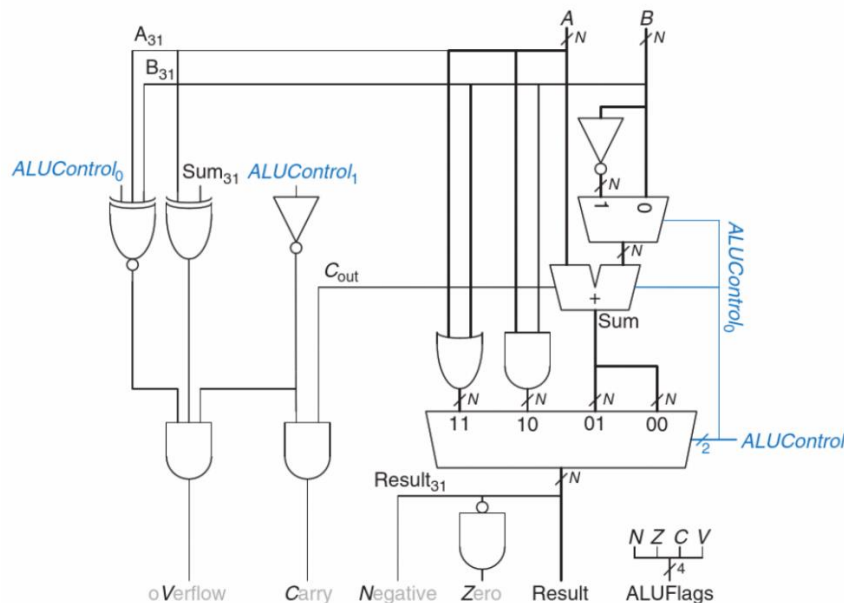 A B
A31 N N
B31
ALUControl0 Sum31 ALUControl1
N
1 0
ALUControl0
N
Cout
+
Sum
N N N N
11 10 01 00
2 ALUControl
Result31 N
N Z C V
4
oVerflow Carry Negative Zero Result ALUFlags